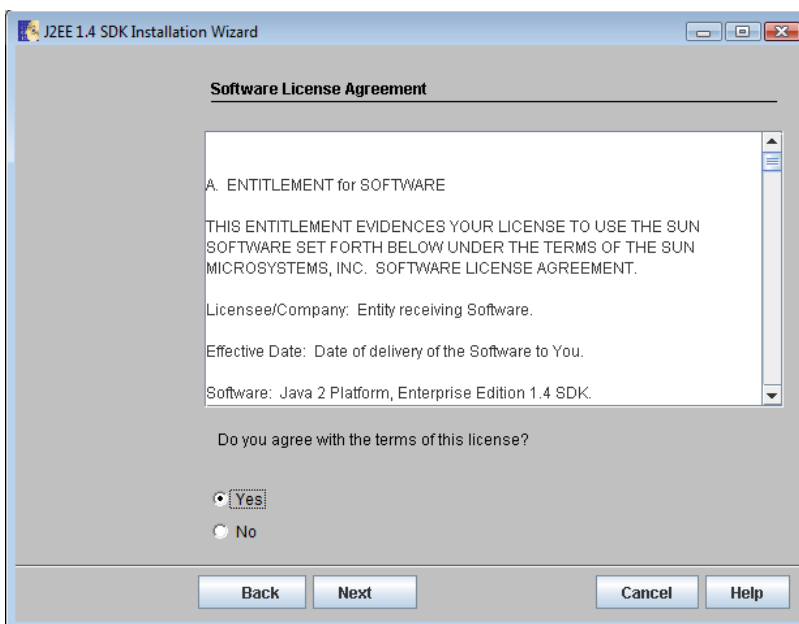 J2EE 1.4 SDK Installation Wizard
Software License Agreement
A. ENTITLEMENT for SOFTWARE
THIS ENTITLEMENT EVIDENCES YOUR LICENSE TO USE THE SUN
SOFTWARE SET FORTH BELOW UNDER THE TERMS OF THE SUN
MICROSYSTEMS, INC. SOFTWARE LICENSE AGREEMENT.
Licensee/Company: Entity receiving Software.
Effective Date: Date of delivery of the Software to You.
Software: Java 2 Platform, Enterprise Edition 1.4 SDK.
Do you agree with the terms of this license?
Yes
No
Back Next Cancel Help